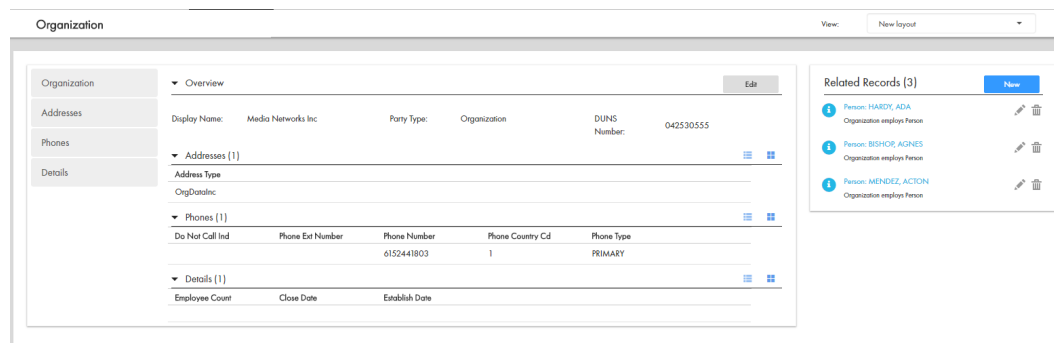 Organization
View: New layout
Organization
Addresses
Phones
Details
Overview
Edit
Display Name: Media Networks Inc Party Type: Organization DUNS Number: 042530555
Addresses (1)
Address Type
OrgDataInc
Phones (1)
Do Not Call Ind Phone Ext Number Phone Number Phone Country Cd Phone Type
6152441803 1 PRIMARY
Details (1)
Employee Count Close Date Establish Date
Related Records (3)
New
Person: HARDY, ADA
Organization employs Person
Person: BISHOP, AGNES
Organization employs Person
Person: MENDEZ, ACTON
Organization employs Person